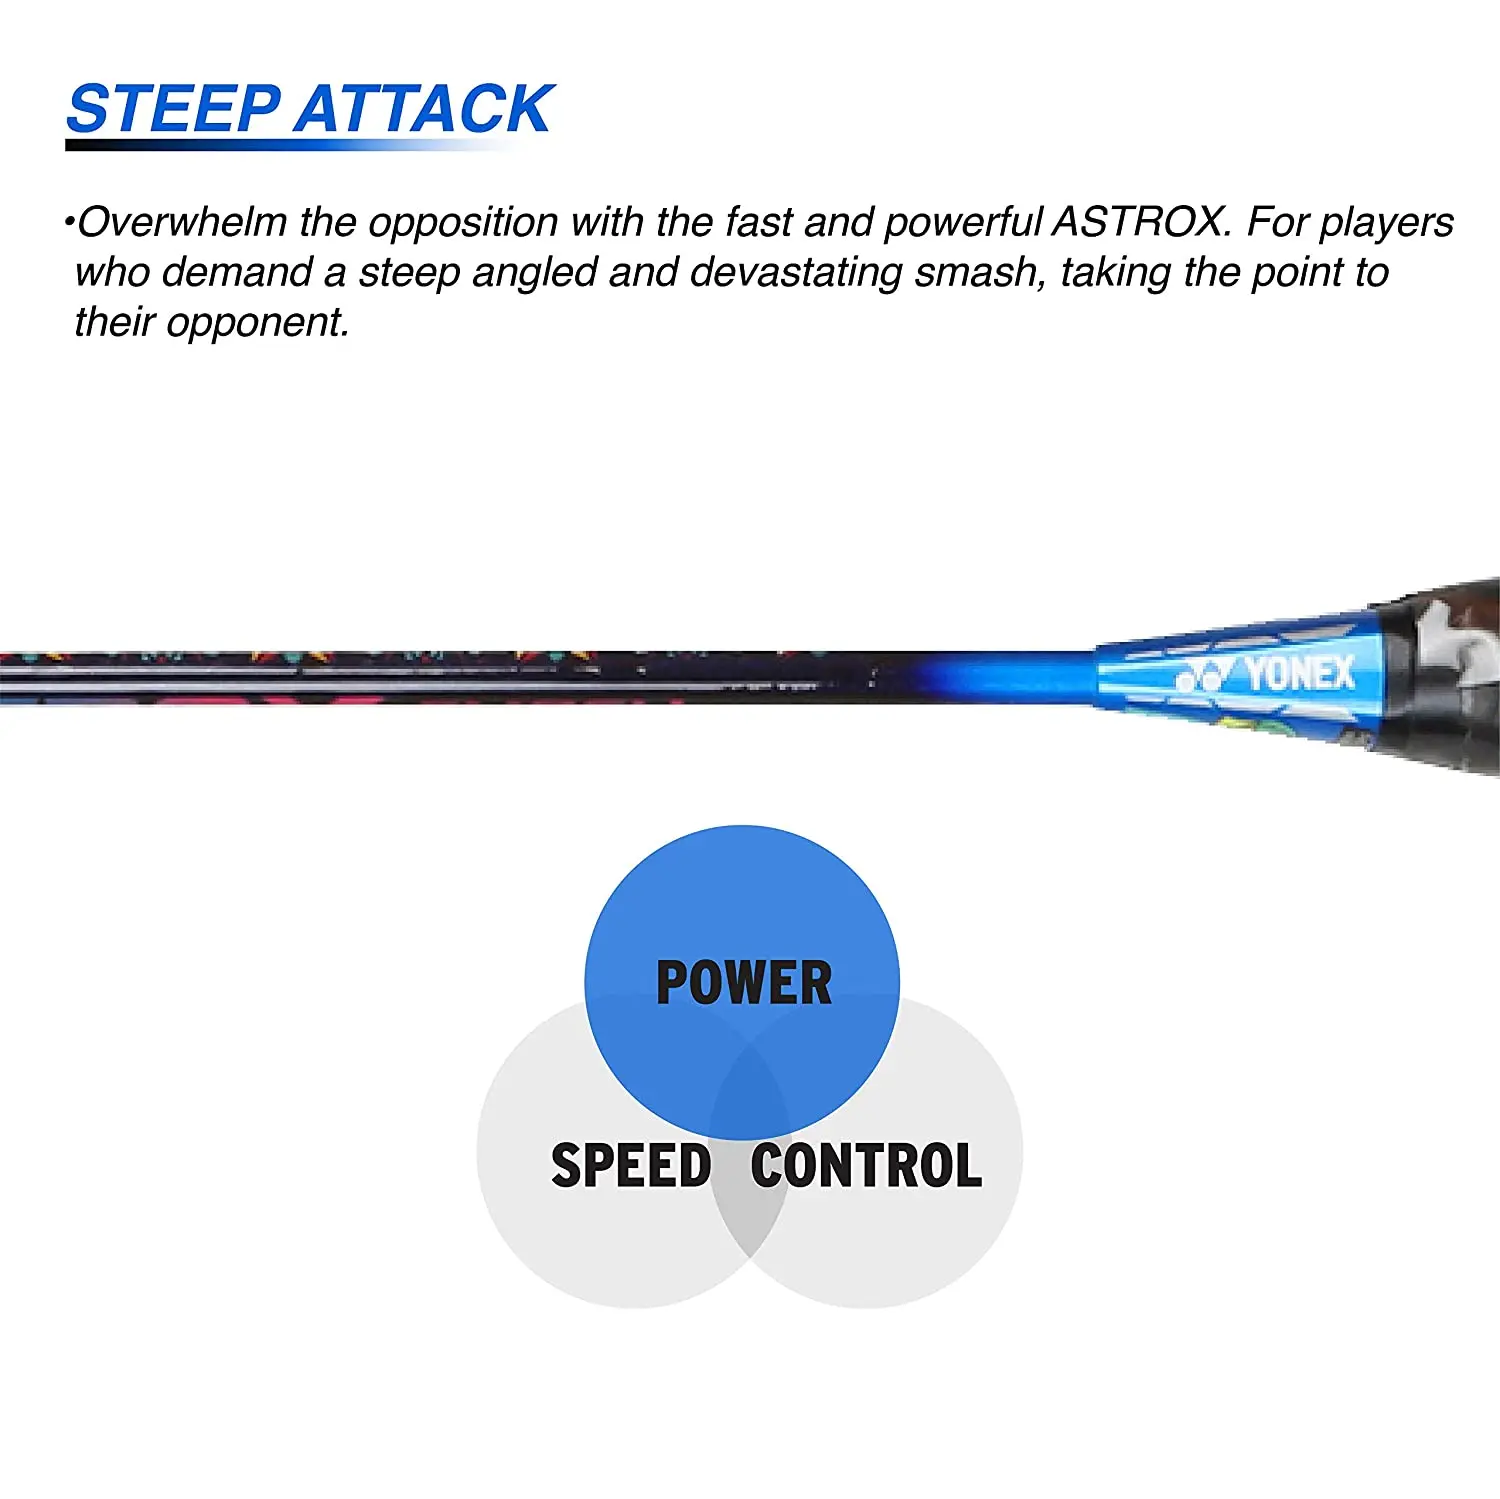 STEEP ATTACK
•Overwhelm the opposition with the fast and powerful ASTROX. For players
who demand a steep angled and devastating smash, taking the point to
their opponent.
YONEX
POWER
SPEED CONTROL